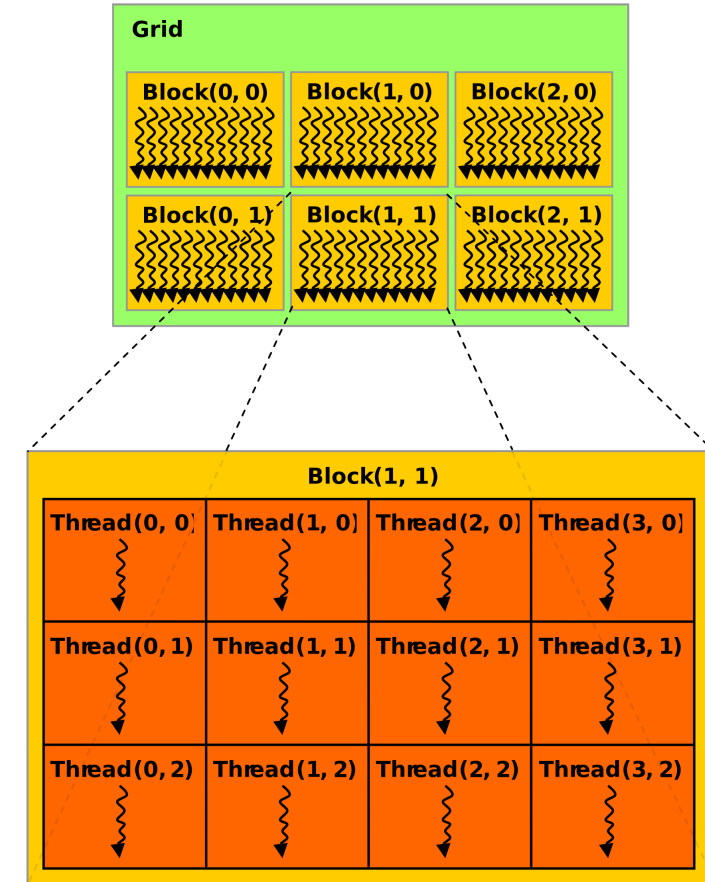 Grid
Block(0, 0) Block(1, 0) Block(2, 0)
Block(0, 1) Block(1, 1) Block(2, 1)
Block(1, 1)
Thread(0, 0) Thread(1, 0) Thread(2, 0) Thread(3, 0)
Thread(0, 1) Thread(1, 1) Thread(2, 1) Thread(3, 1)
Thread(0, 2) Thread(1, 2) Thread(2, 2) Thread(3, 2)